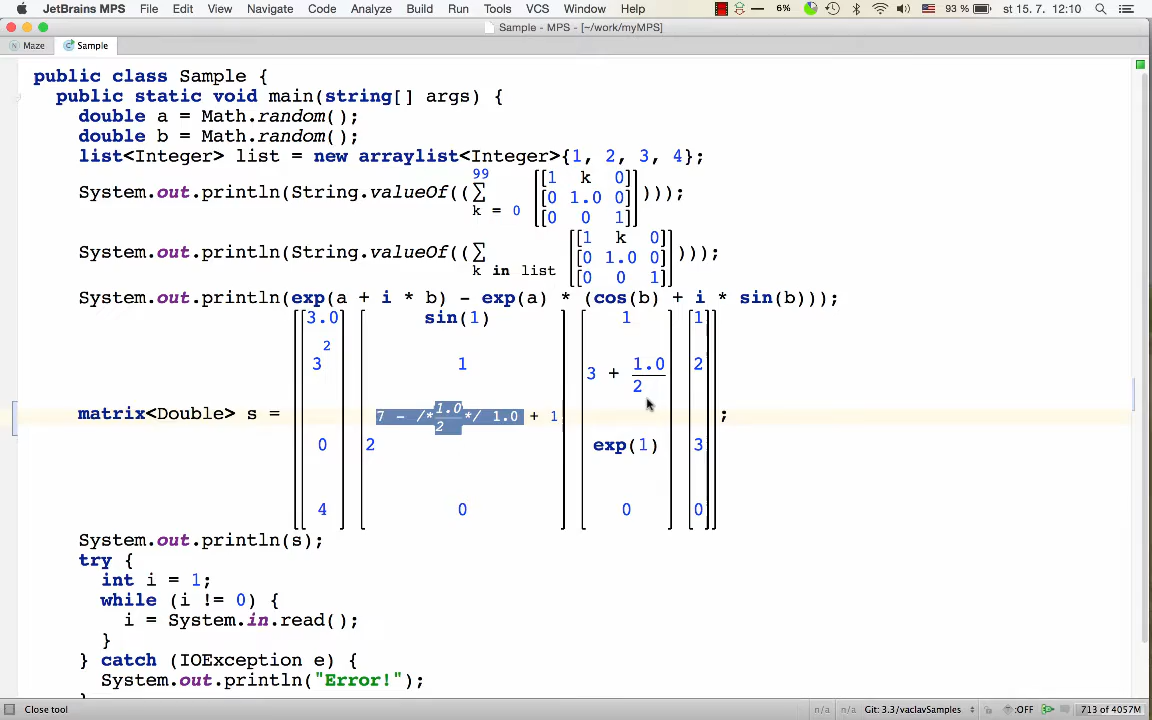 JetBrains MPS File Edit View Navigate Code Analyze Build Run Tools VCS Window Help 6% 93 % st 15. 7. 12:10
Sample - MPS - [~/work/myMPS]
Maze Sample
public class Sample {
public static void main(string[] args) {
double a = Math.random();
double b = Math.random();
list<Integer> list = new arraylist<Integer>{1, 2, 3, 4};
99
[1 k 0]
System.out.println(String.valueOf((∑ [0 1.0 0])));
k = 0 [0 0 1]
[1 k 0]
System.out.println(String.valueOf((∑ [0 1.0 0])));
k in list [0 0 1]
System.out.println(exp(a + i * b) - exp(a) * (cos(b) + i * sin(b)));
3.0 sin(1) 1 1
3² 1 3 + 1.0/2 2
matrix<Double> s =  ;
7 - /*1.0/2*/ 1.0 + 1
0 2 exp(1) 3
4 0 0 0
System.out.println(s);
try {
int i = 1;
while (i != 0) {
i = System.in.read();
}
} catch (IOException e) {
System.out.println("Error!");
Close tool n/a n/a Git: 3.3/vaclavSamples :OFF 713 of 4057M